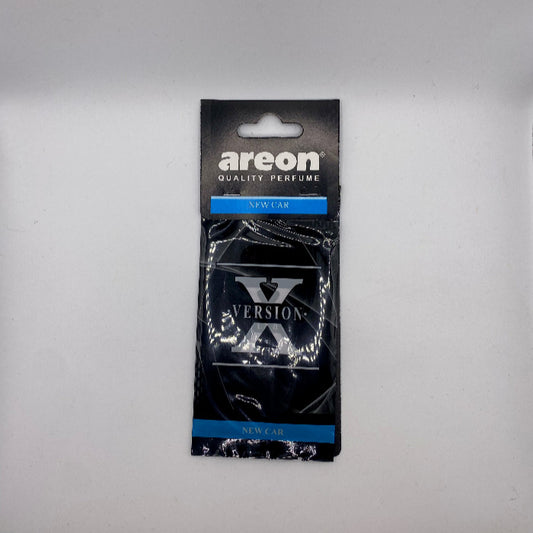 areon®
QUALITY PERFUME
NEW CAR
X
VERSION
NEW CAR